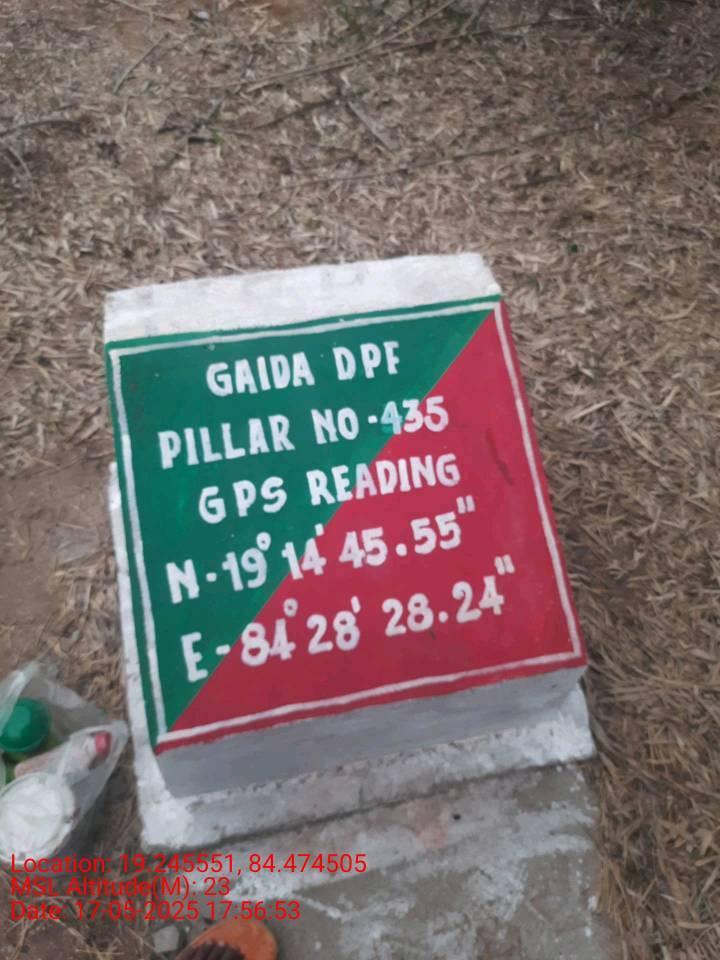 GAIDA DPF
PILLAR NO-435
GPS READING
N-19° 14' 45.55"
E-84° 28' 28.24"
Location: 19.245551, 84.474505
MSL Altitude(M): 23
Date: 17-05-2025 17:56:53